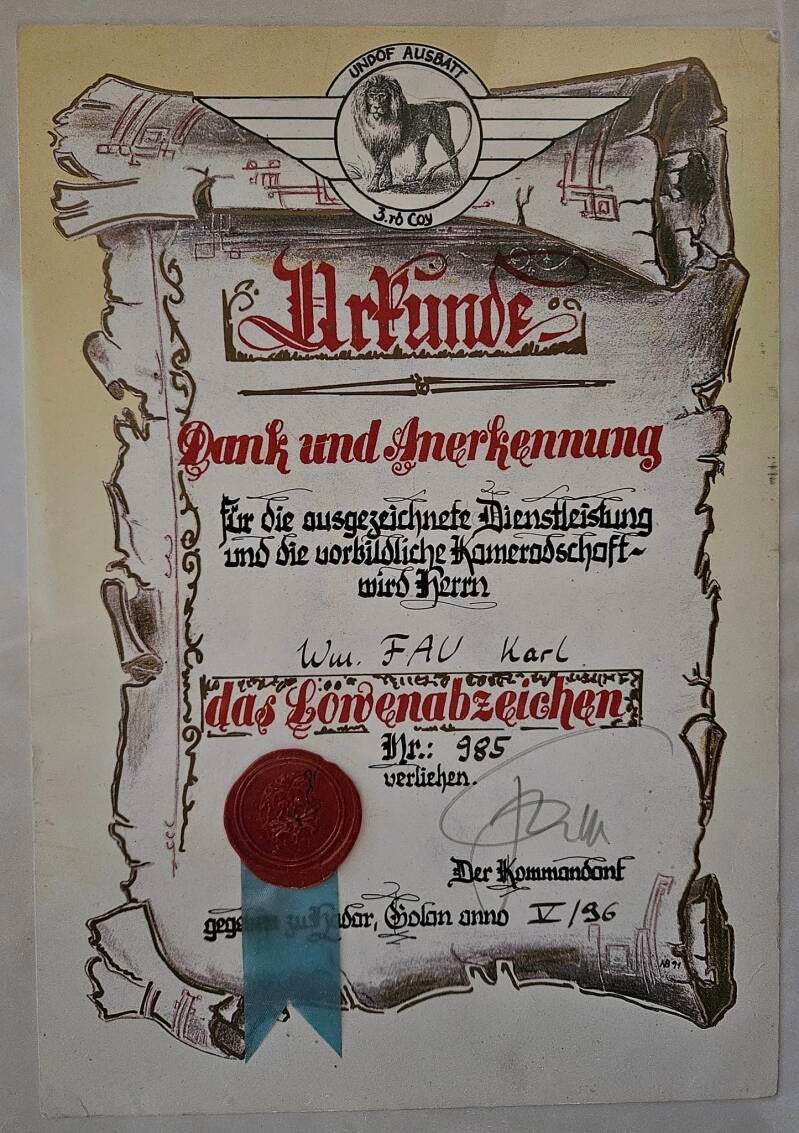 UNDOF AUSBATT
3.rd Coy
Urkunde
Dank und Anerkennung
für die ausgezeichnete Dienstleistung
und die vorbildliche Kameradschaft~
wird Herrn
Wm. FAU Karl
das Löwenabzeichen
Nr.: 985
verliehen.
Der Kommandant
gegeben zu Hadar, Golan anno V/96